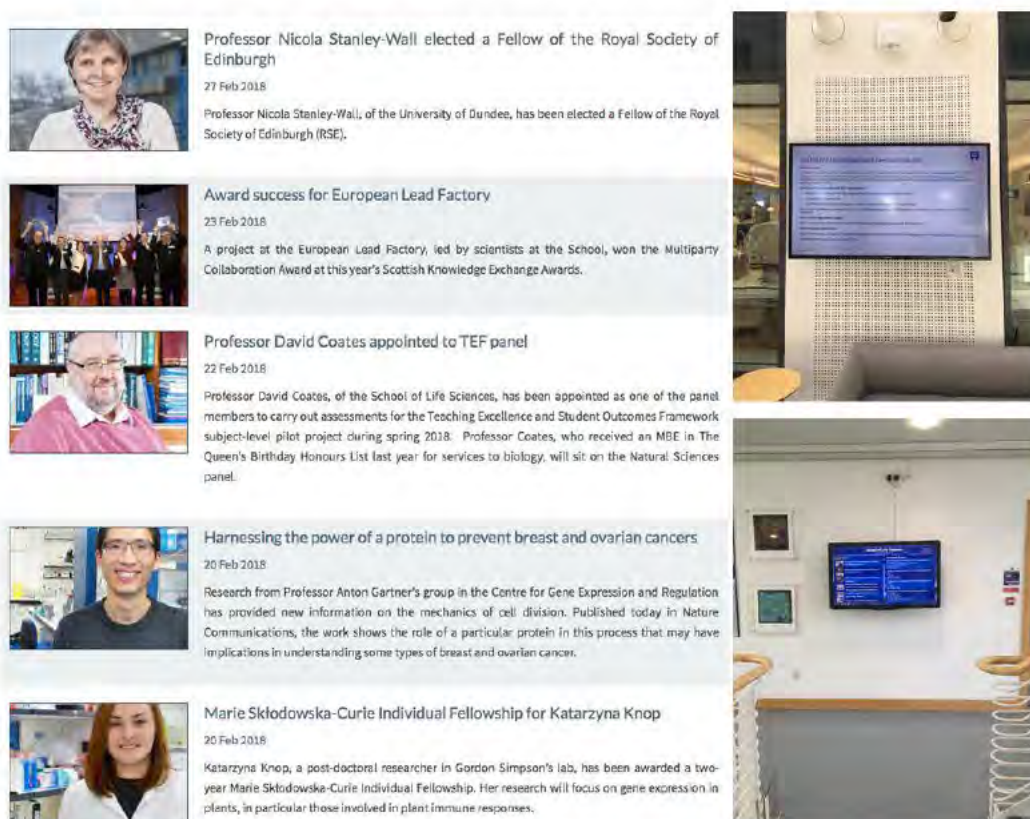 Professor Nicola Stanley-Wall elected a Fellow of the Royal Society of
Edinburgh
27 Feb 2018
Professor Nicola Stanley-Wall, of the University of Dundee, has been elected a Fellow of the Royal
Society of Edinburgh (RSE).
Award success for European Lead Factory
23 Feb 2018
A project at the European Lead Factory, led by scientists at the School, won the Multiparty
Collaboration Award at this year's Scottish Knowledge Exchange Awards.
Professor David Coates appointed to TEF panel
22 Feb 2018
Professor David Coates, of the School of Life Sciences, has been appointed as one of the panel
members to carry out assessments for the Teaching Excellence and Student Outcomes Framework
subject-level pilot project during spring 2018. Professor Coates, who received an MBE in The
Queen's Birthday Honours List last year for services to biology, will sit on the Natural Sciences
panel.
Harnessing the power of a protein to prevent breast and ovarian cancers
20 Feb 2018
Research from Professor Anton Gartner's group in the Centre for Gene Expression and Regulation
has provided new information on the mechanics of cell division. Published today in Nature
Communications, the work shows the role of a particular protein in this process that may have
implications in understanding some types of breast and ovarian cancer.
Marie Skłodowska-Curie Individual Fellowship for Katarzyna Knop
20 Feb 2018
Katarzyna Knop, a post-doctoral researcher in Gordon Simpson's lab, has been awarded a two-
year Marie Skłodowska-Curie Individual Fellowship. Her research will focus on gene expression in
plants, in particular those involved in plant immune responses.